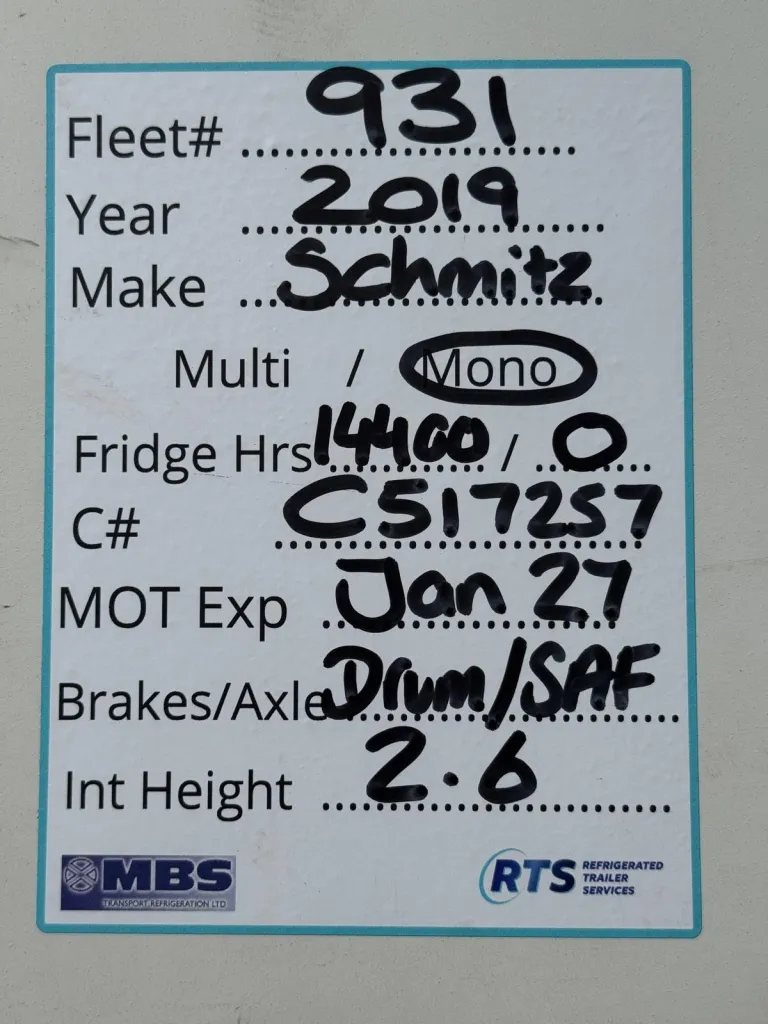 Fleet# 931
Year 2019
Make Schmitz
Multi / Mono
Fridge Hrs 14400 / 0
C# C517257
MOT Exp Jan 27
Brakes/Axle Drum/SAF
Int Height 2.6
MBS
TRANSPORT REFRIGERATION LTD
RTS
REFRIGERATED
TRAILER
SERVICES